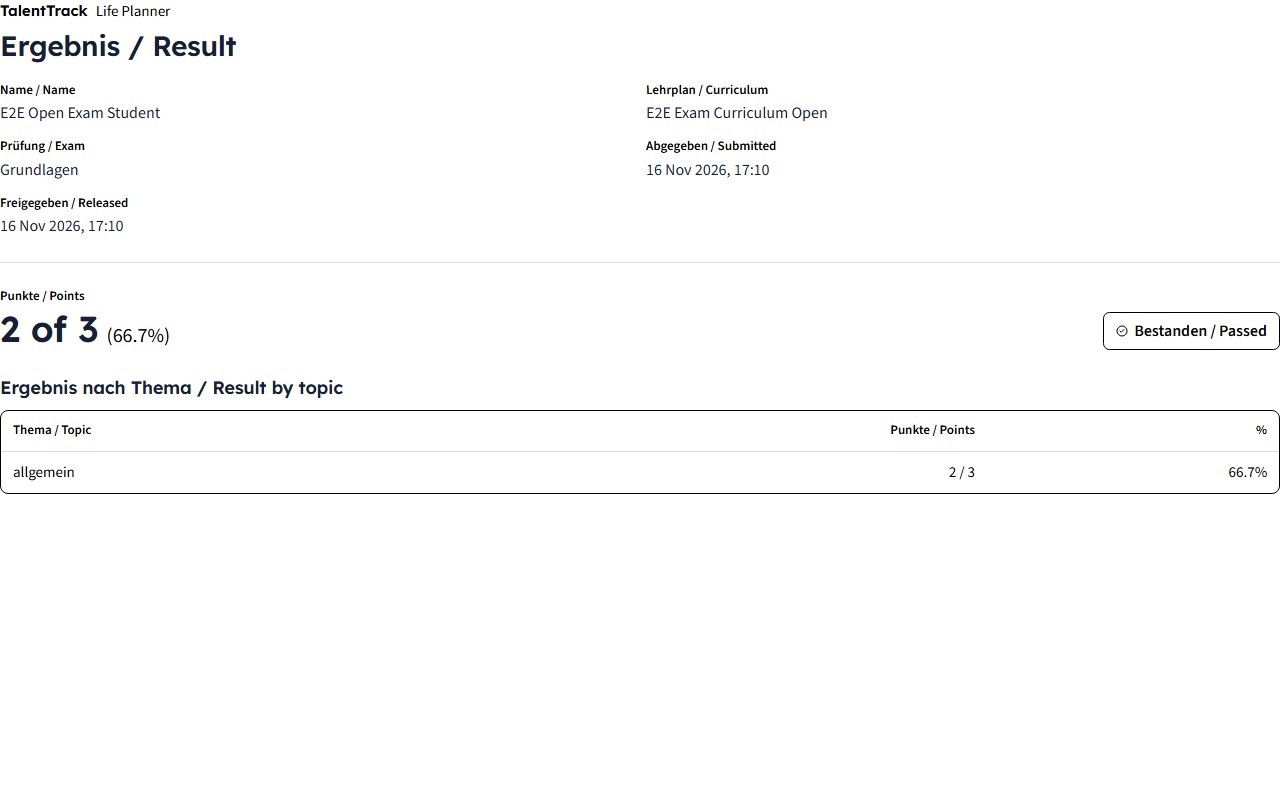 TalentTrack Life Planner
Ergebnis / Result
Name / Name
E2E Open Exam Student
Lehrplan / Curriculum
E2E Exam Curriculum Open
Prüfung / Exam
Grundlagen
Abgegeben / Submitted
16 Nov 2026, 17:10
Freigegeben / Released
16 Nov 2026, 17:10
Punkte / Points
2 of 3 (66.7%)
Bestanden / Passed
Ergebnis nach Thema / Result by topic
Thema / Topic Punkte / Points %
allgemein 2 / 3 66.7%